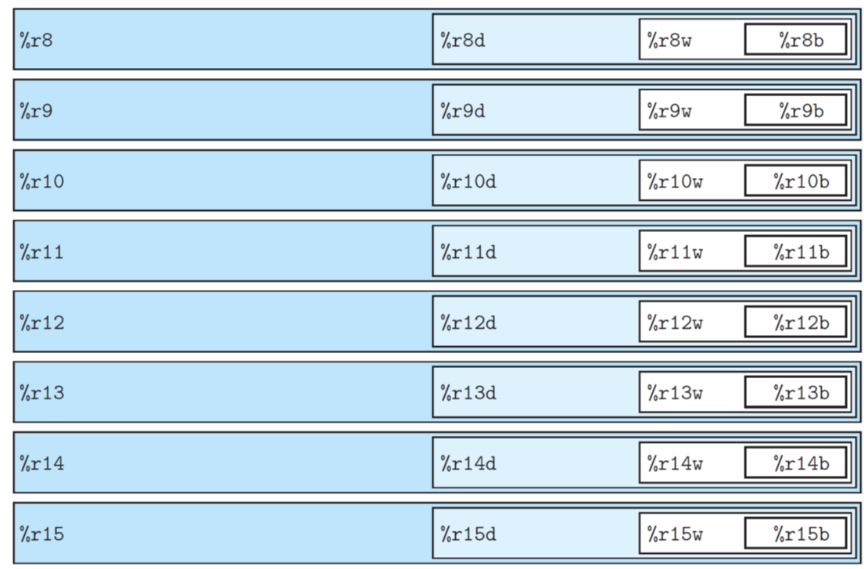 %r8 %r8d %r8w %r8b
%r9 %r9d %r9w %r9b
%r10 %r10d %r10w %r10b
%r11 %r11d %r11w %r11b
%r12 %r12d %r12w %r12b
%r13 %r13d %r13w %r13b
%r14 %r14d %r14w %r14b
%r15 %r15d %r15w %r15b